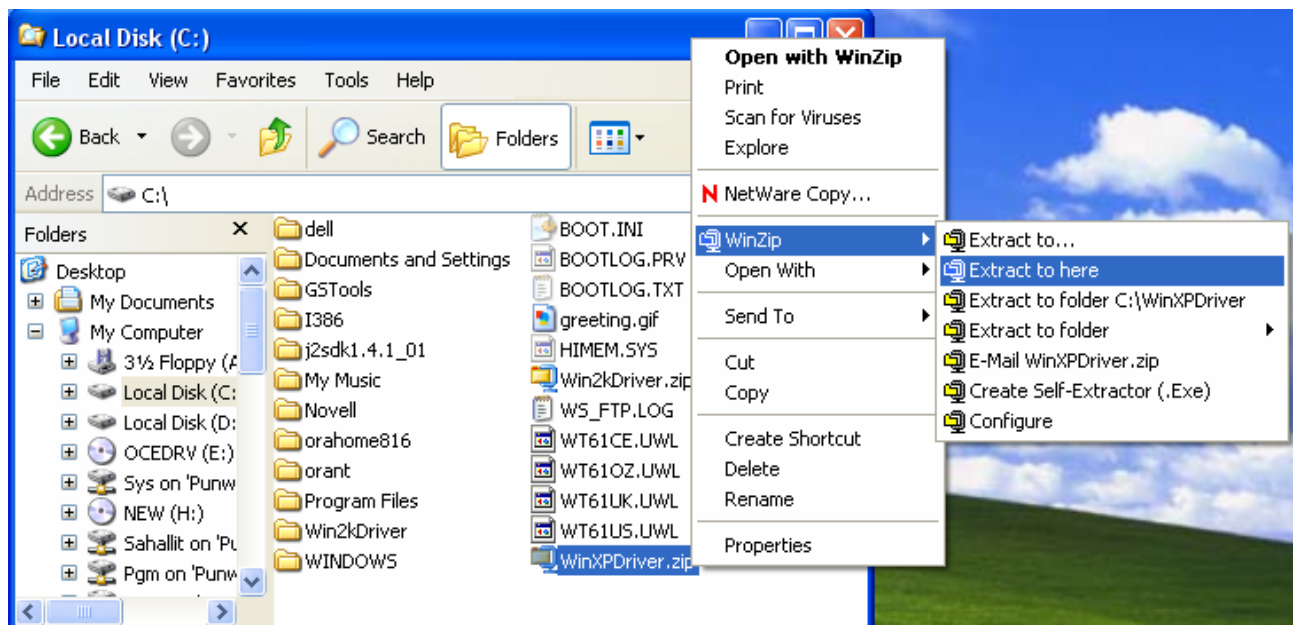 Local Disk (C:)
File Edit View Favorites Tools Help
Back Search Folders
Address C:\
Folders
Desktop
My Documents
My Computer
3½ Floppy (A
Local Disk (C:
Local Disk (D:
OCEDRV (E:)
Sys on 'Punw
NEW (H:)
Sahallit on 'Pu
Pgm on 'Punw
dell
Documents and Settings
GSTools
I386
j2sdk1.4.1_01
My Music
Novell
orahome816
orant
Program Files
Win2kDriver
WINDOWS
BOOT.INI
BOOTLOG.PRV
BOOTLOG.TXT
greeting.gif
HIMEM.SYS
Win2kDriver.zip
WS_FTP.LOG
WT61CE.UWL
WT61OZ.UWL
WT61UK.UWL
WT61US.UWL
WinXPDriver.zip
Open with WinZip
Print
Scan for Viruses
Explore
NetWare Copy...
WinZip
Open With
Send To
Cut
Copy
Create Shortcut
Delete
Rename
Properties
Extract to...
Extract to here
Extract to folder C:\WinXPDriver
Extract to folder
E-Mail WinXPDriver.zip
Create Self-Extractor (.Exe)
Configure